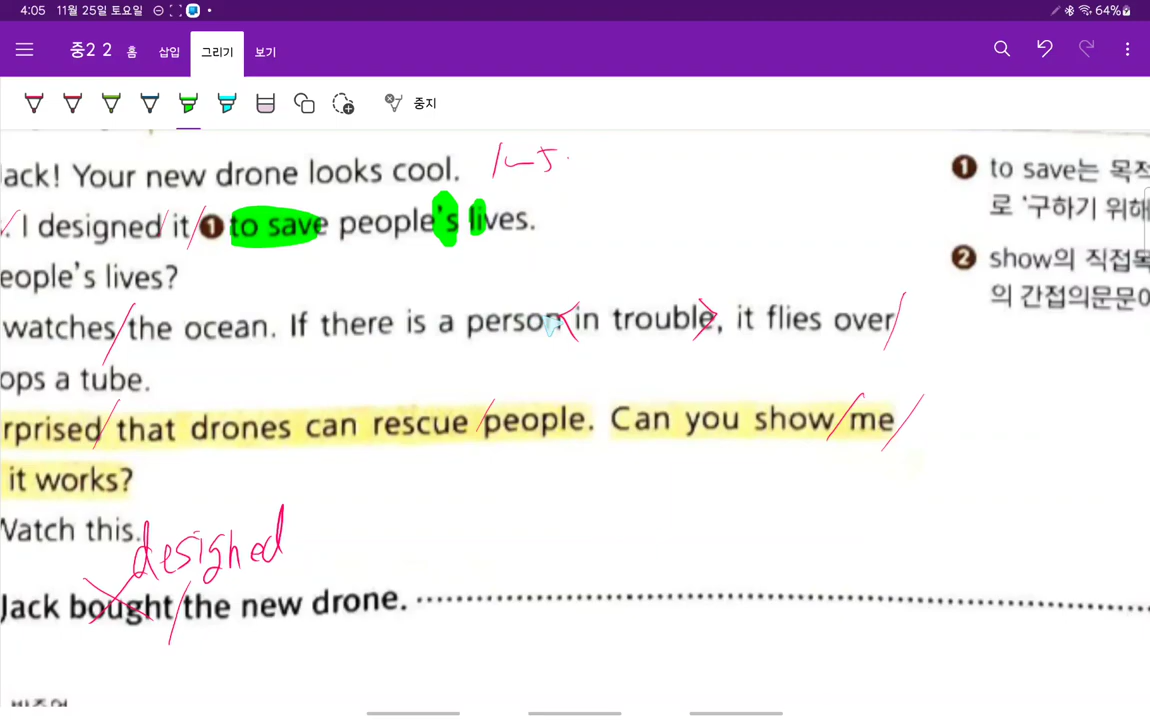 4:05 11월 25일 토요일 64%
중2 2 홈 삽입 그리기 보기
중지
Jack! Your new drone looks cool.
. I designed it ❶ to save people's lives.
eople's lives?
watches the ocean. If there is a person in trouble, it flies over
ops a tube.
rprised that drones can rescue people. Can you show me
it works?
Watch this.
designed
Jack bought the new drone.
❶ to save는 목적
로 '구하기 위해
❷ show의 직접목
의 간접의문문이